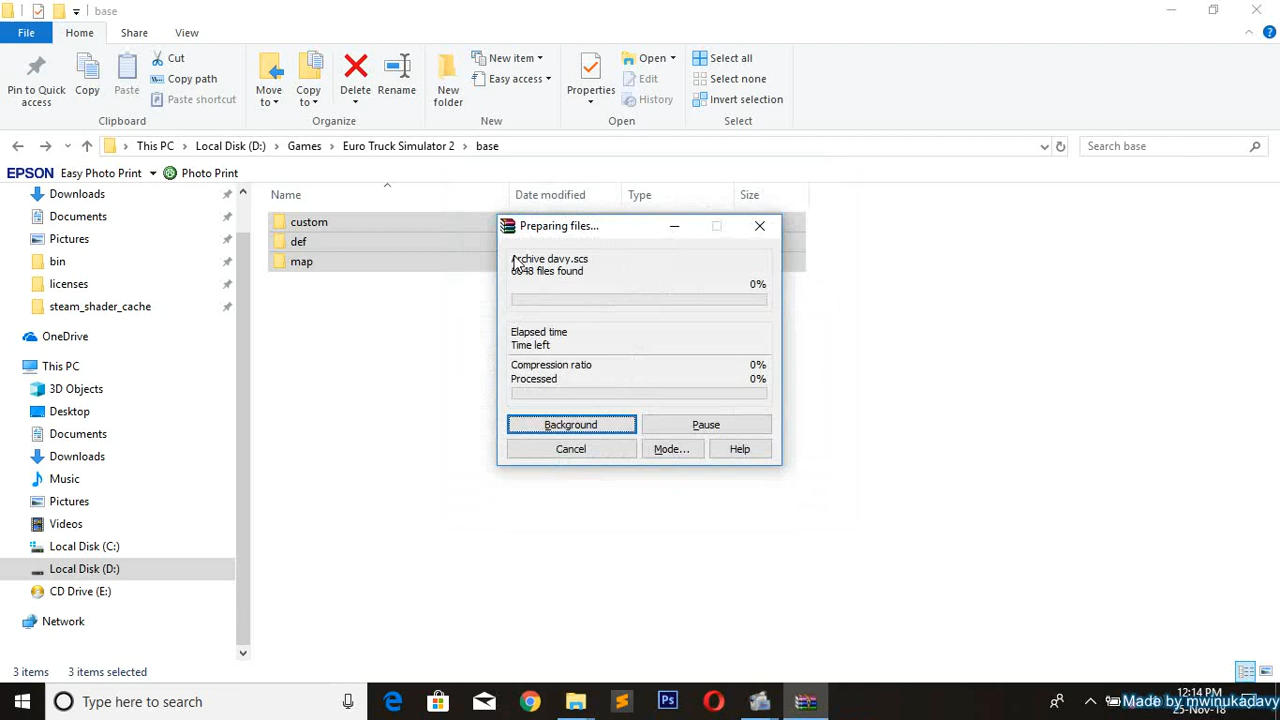 base
File
Home
Share
View
Pin to Quick access
Copy
Paste
Cut
Copy path
Paste shortcut
Clipboard
Move to
Copy to
Delete
Rename
Organize
New folder
New item
Easy access
New
Properties
Open
Edit
History
Open
Select all
Select none
Invert selection
Select
This PC
Local Disk (D:)
Games
Euro Truck Simulator 2
base
Search base
EPSON Easy Photo Print
Photo Print
Name
Date modified
Type
Size
Downloads
Documents
Pictures
bin
licenses
steam_shader_cache
OneDrive
This PC
3D Objects
Desktop
Documents
Downloads
Music
Pictures
Videos
Local Disk (C:)
Local Disk (D:)
CD Drive (E:)
Network
custom
def
map
Preparing files...
Archive davy.scs
files found
0%
Elapsed time
Time left
Compression ratio 0%
Processed 0%
Background
Pause
Cancel
Mode...
Help
3 items
3 items selected
Type here to search
12:14 PM
25-Nov-18
Made by mwinukadavy